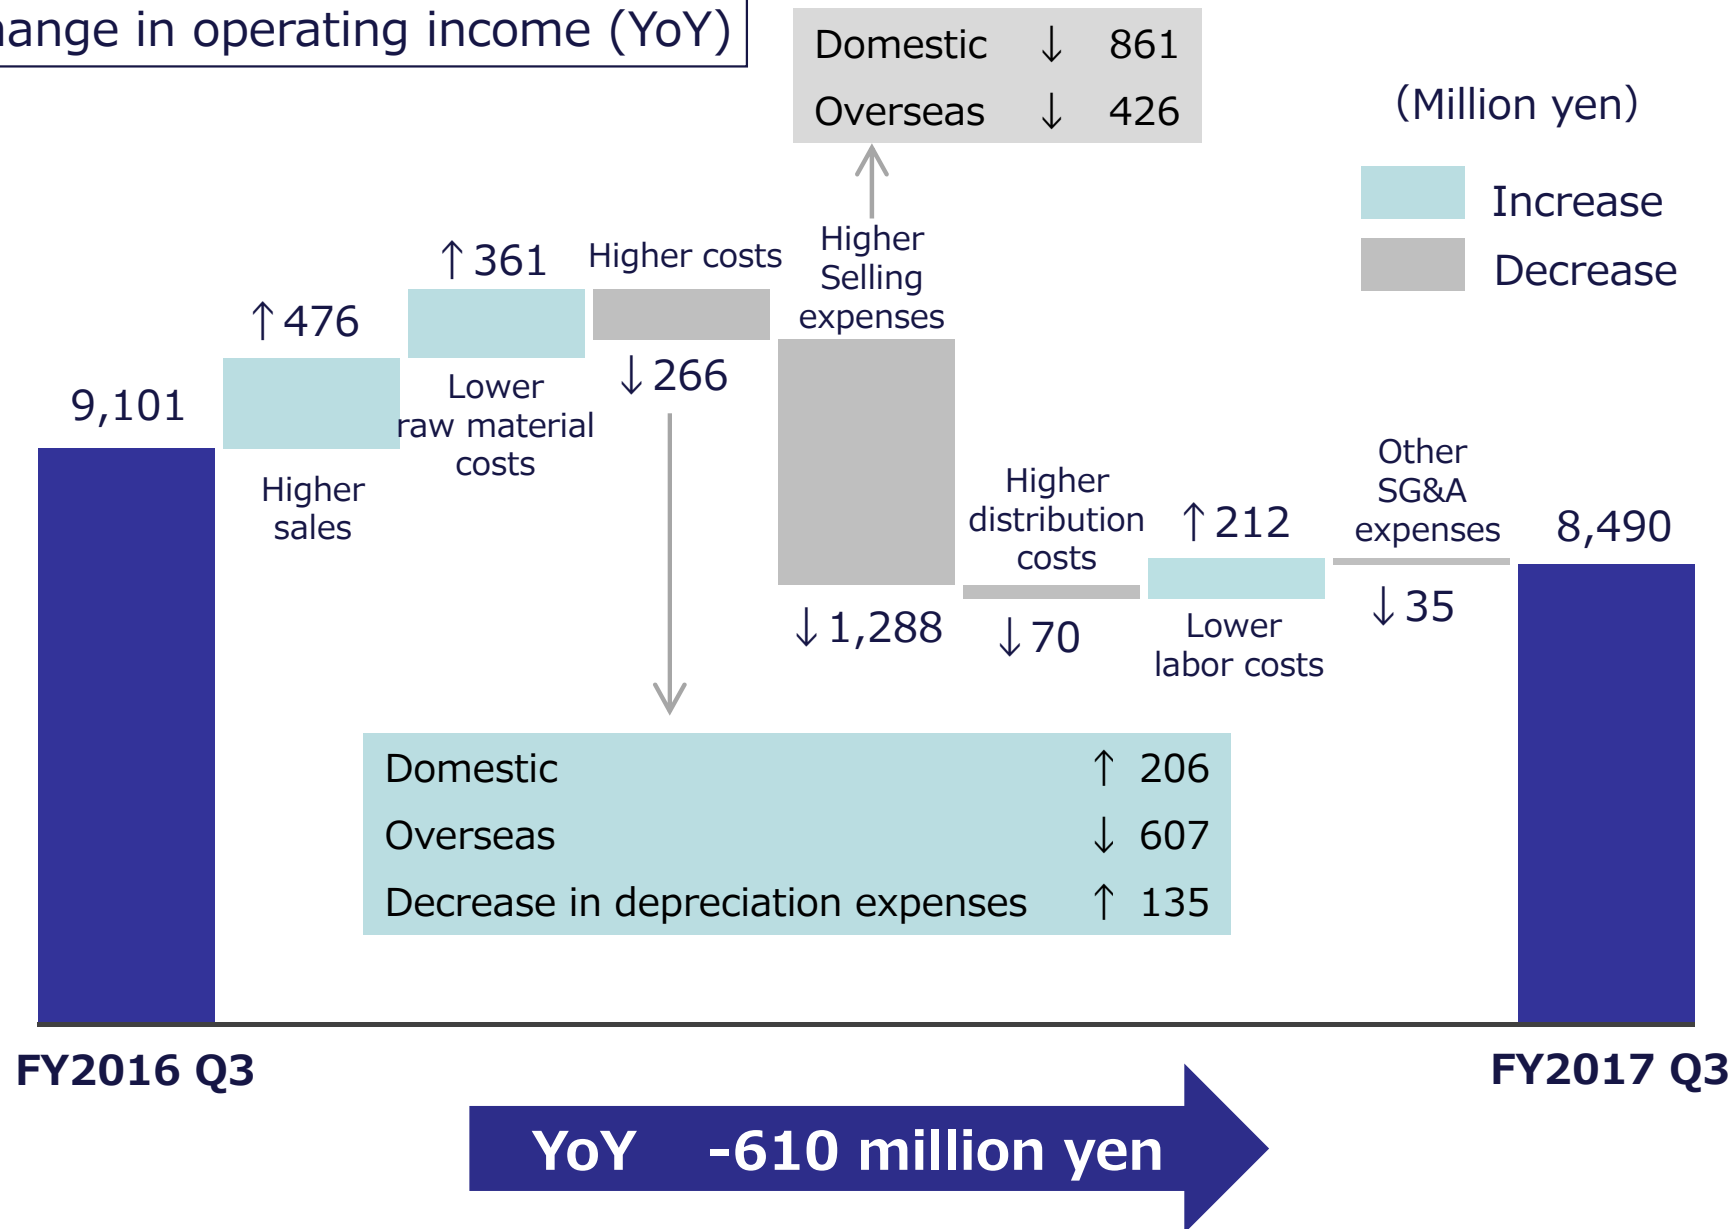 ange in operating income (YoY)
Domestic ↓ 861
Overseas ↓ 426
(Million yen)
Increase
Decrease
9,101
↑476
Higher
sales
↑361
Lower
raw material
costs
Higher costs
↓266
Higher
Selling
expenses
↓1,288
Higher
distribution
costs
↓70
↑212
Lower
labor costs
Other
SG&A
expenses
↓35
8,490
Domestic ↑ 206
Overseas ↓ 607
Decrease in depreciation expenses ↑ 135
FY2016 Q3
FY2017 Q3
YoY -610 million yen